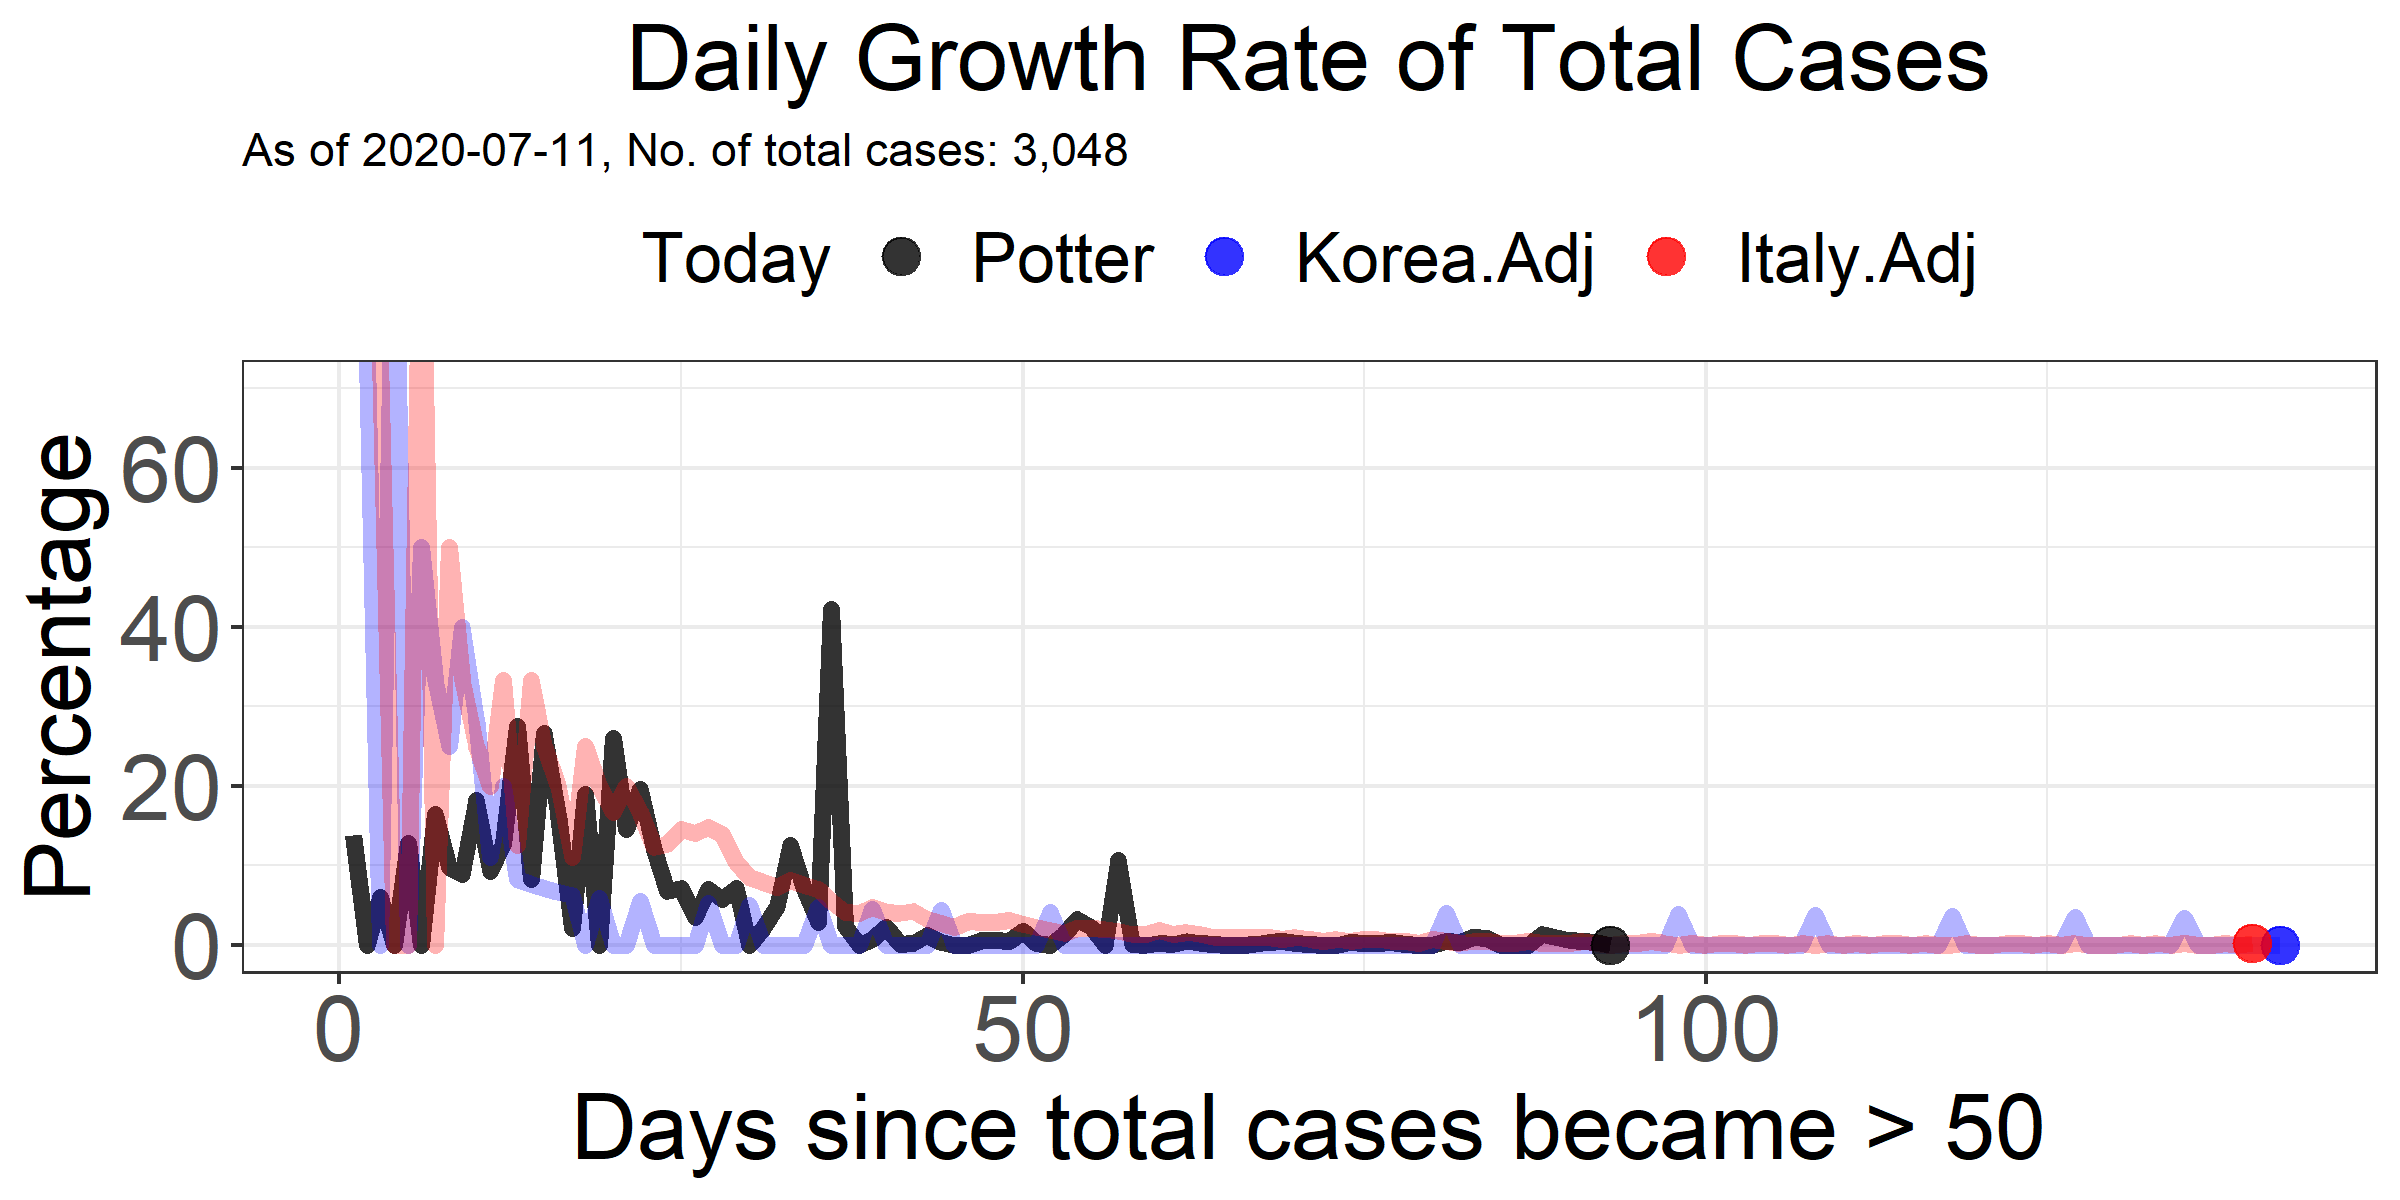 Daily Growth Rate of Total Cases
As of 2020-07-11, No. of total cases: 3,048
Today Potter Korea.Adj Italy.Adj
Percentage
60
40
20
0
0 50 100
Days since total cases became > 50